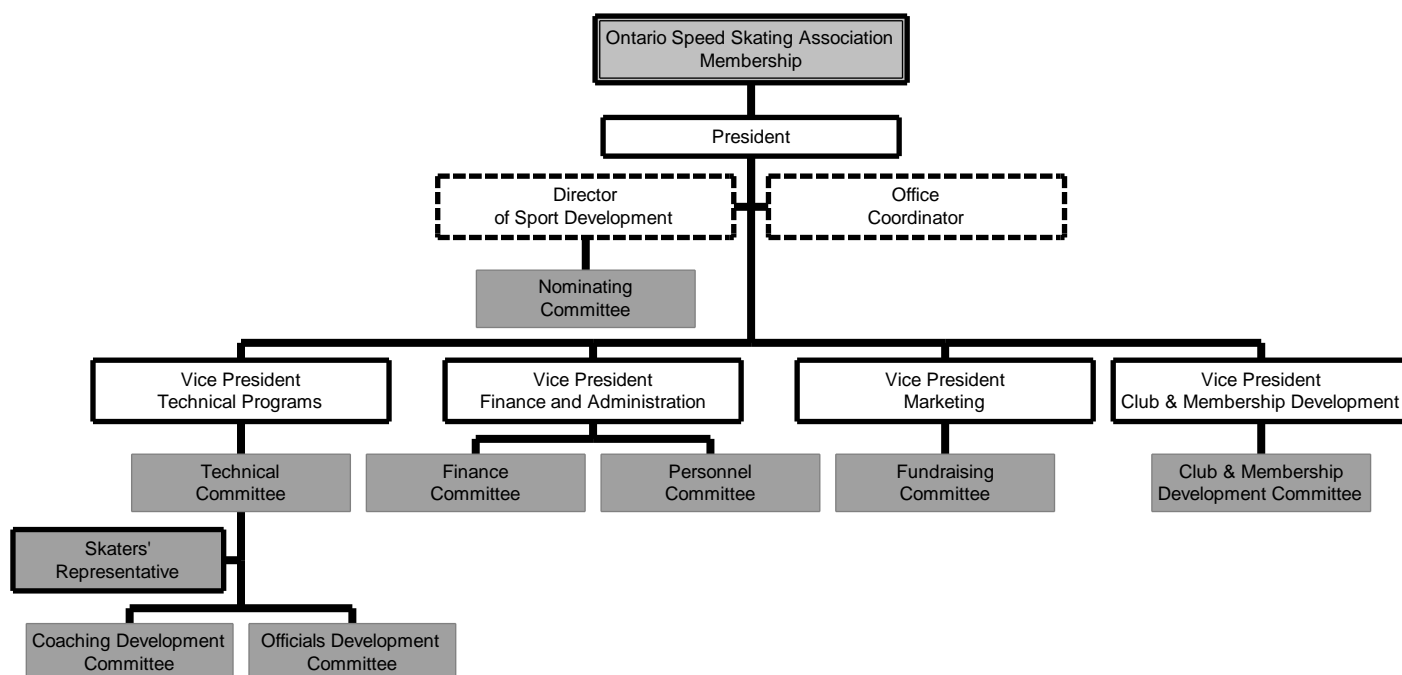 Ontario Speed Skating Association
Membership
President
Director
of Sport Development
Office
Coordinator
Nominating
Committee
Vice President
Technical Programs
Vice President
Finance and Administration
Vice President
Marketing
Vice President
Club & Membership Development
Technical
Committee
Finance
Committee
Personnel
Committee
Fundraising
Committee
Club & Membership
Development Committee
Skaters'
Representative
Coaching Development
Committee
Officials Development
Committee